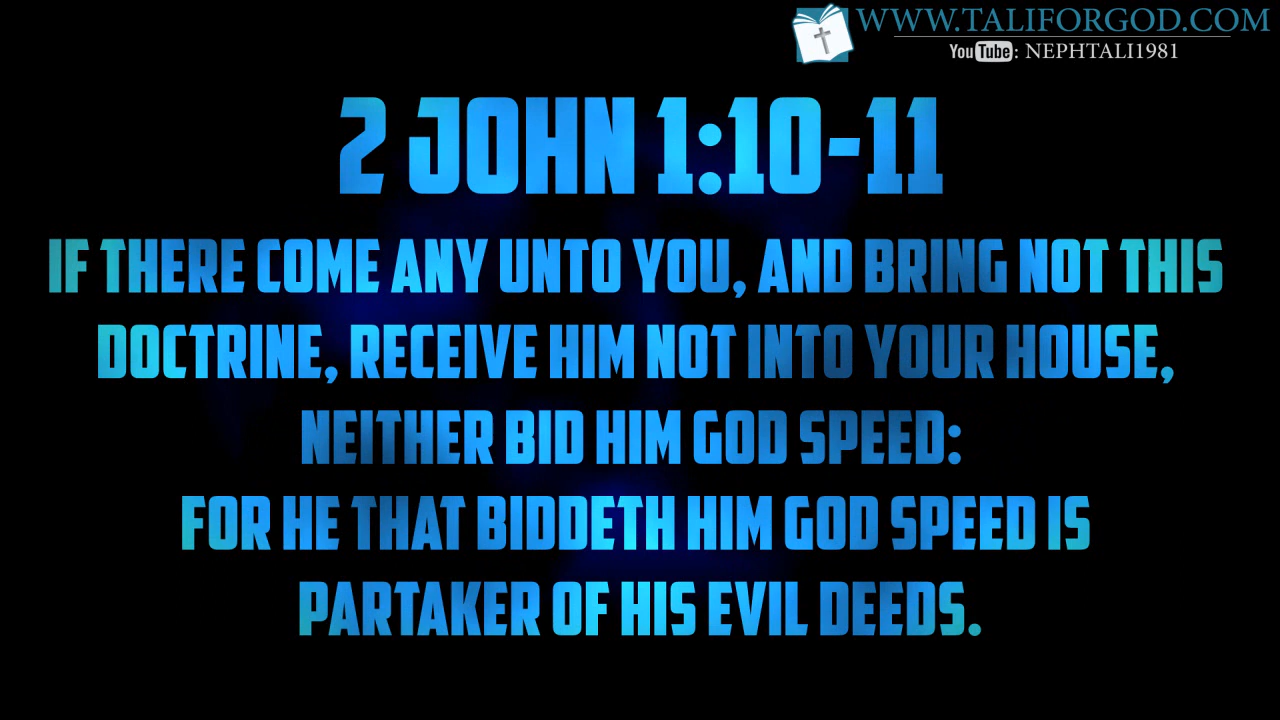 WWW.TALIFORGOD.COM
YouTube: NEPHTALI1981
2 JOHN 1:10-11
IF THERE COME ANY UNTO YOU, AND BRING NOT THIS
DOCTRINE, RECEIVE HIM NOT INTO YOUR HOUSE,
NEITHER BID HIM GOD SPEED:
FOR HE THAT BIDDETH HIM GOD SPEED IS
PARTAKER OF HIS EVIL DEEDS.